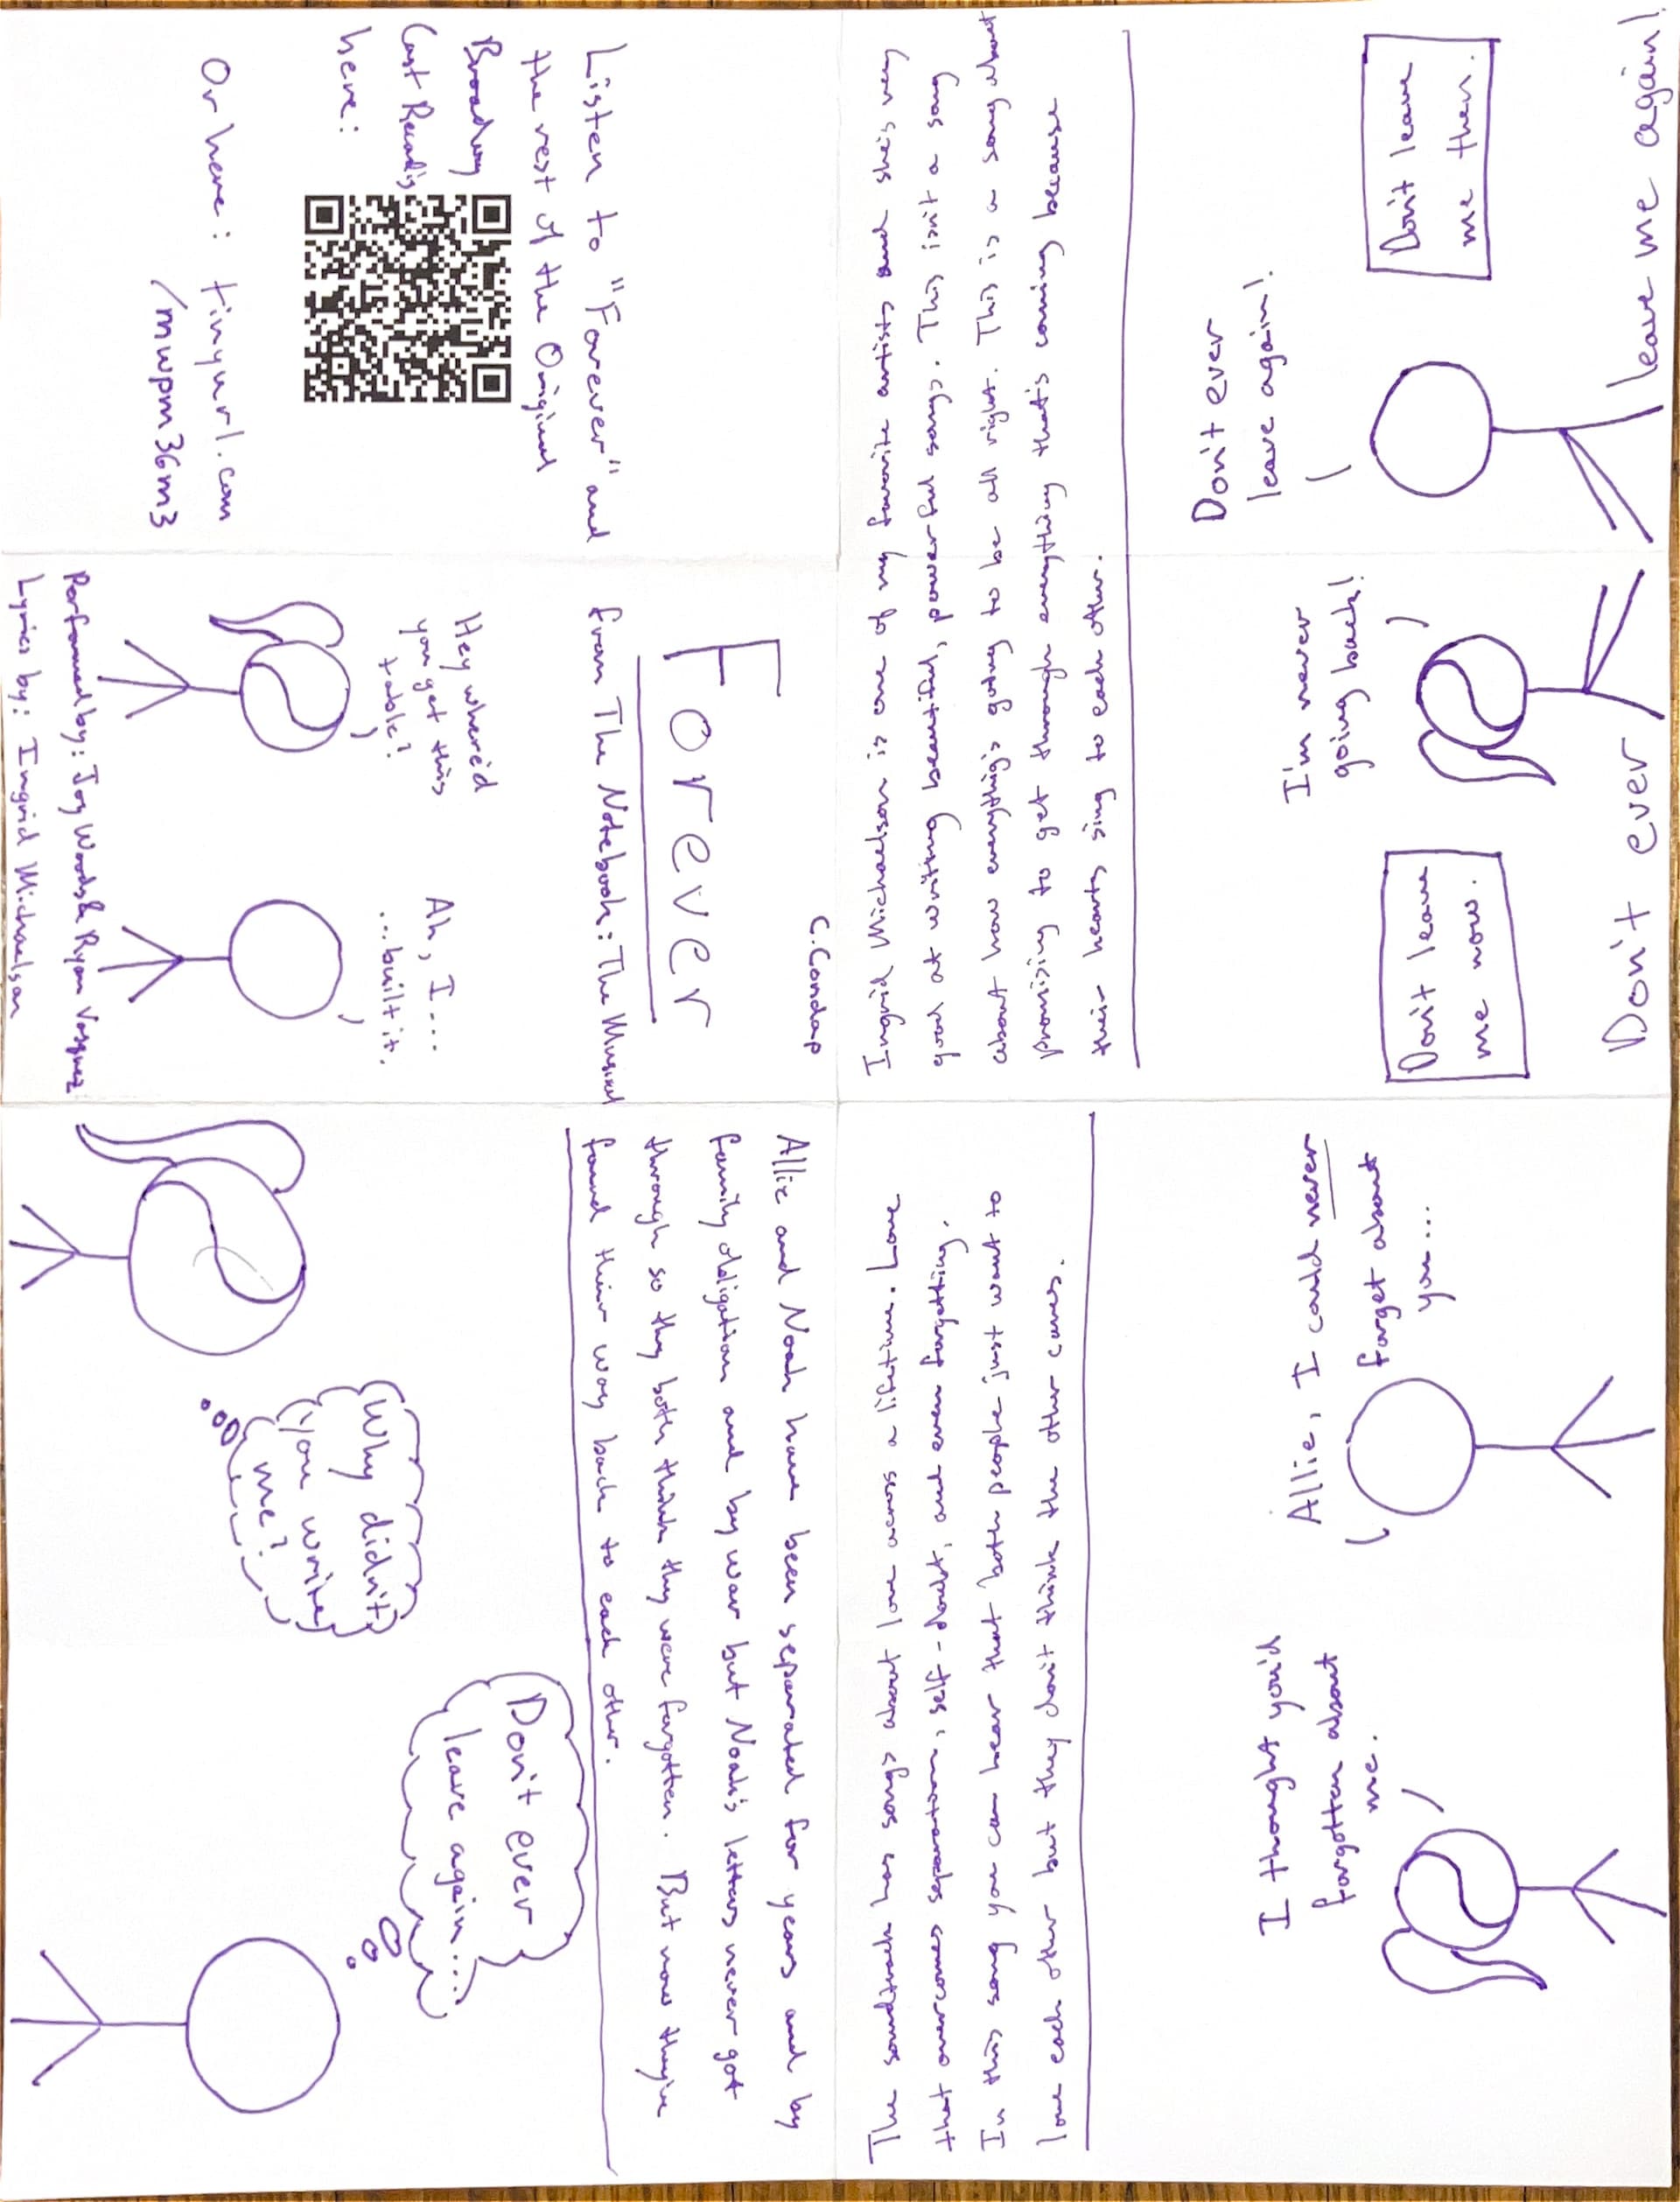 C. Condap
Forever
from The Notebook: The Musical
Hey where'd
you get this
table?
Ah, I...
...built it.
Performed by: Joy Woods & Ryan Vasquez
Lyrics by: Ingrid Michaelson
Allie and Noah have been separated for years and by
family obligation and by war but Noah's letters never got
through so they both think they were forgotten. But now they've
found their way back to each other.
Why didn't
you write
me?
Don't ever
leave again...
The soundtrack has songs about love across a lifetime. Love
that overcomes separation, self-doubt, and even forgetting.
In this song you can hear that both people just want to
love each other but they don't think the other cares.
I thought you'd
forgotten about
me.
Allie, I could never
forget about
you...
Ingrid Michaelson is one of my favorite artists and she's very
good at writing beautiful, powerful songs. This isn't a song
about how everything's going to be all right. This is a song about
promising to get through everything that's coming because
their hearts sing to each other.
Don't leave
me now.
I'm never
going back!
Don't ever
leave again!
Don't leave
me then.
Don't ever leave me again!
Listen to "Forever" and
the rest of the Original
Broadway
Cast Recording
here:
Or here: tinyurl.com
/mwpm36m3